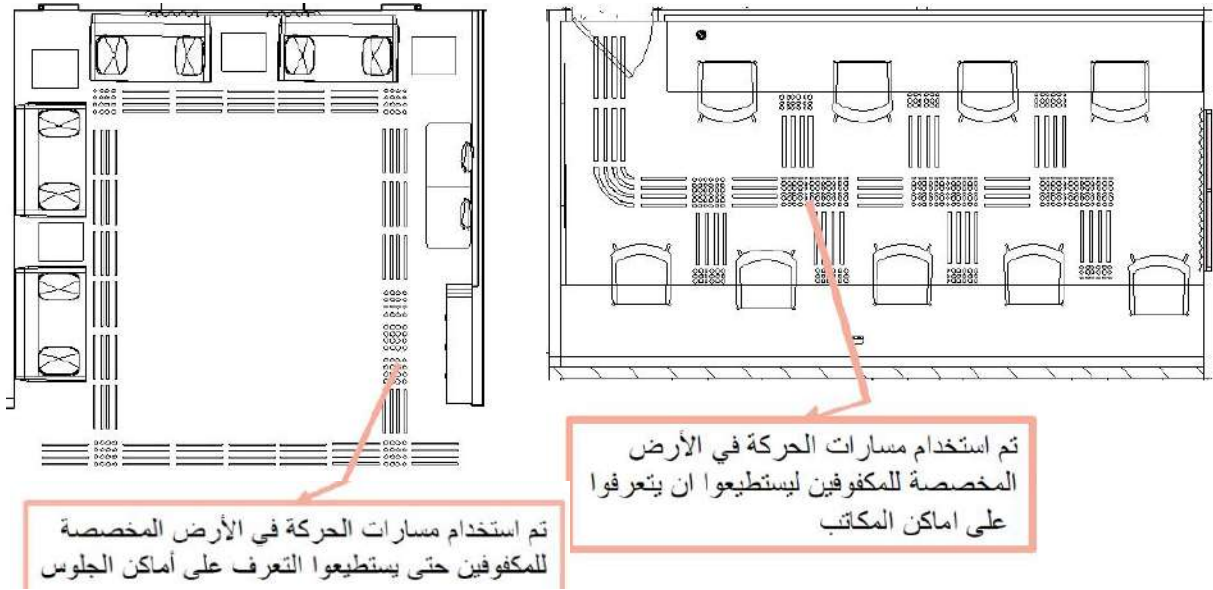 تم استخدام مسارات الحركة في الأرض
المخصصة للمكفوفين ليستطيعوا ان يتعرفوا
على اماكن المكاتب
تم استخدام مسارات الحركة في الأرض المخصصة
للمكفوفين حتى يستطيعوا التعرف على أماكن الجلوس